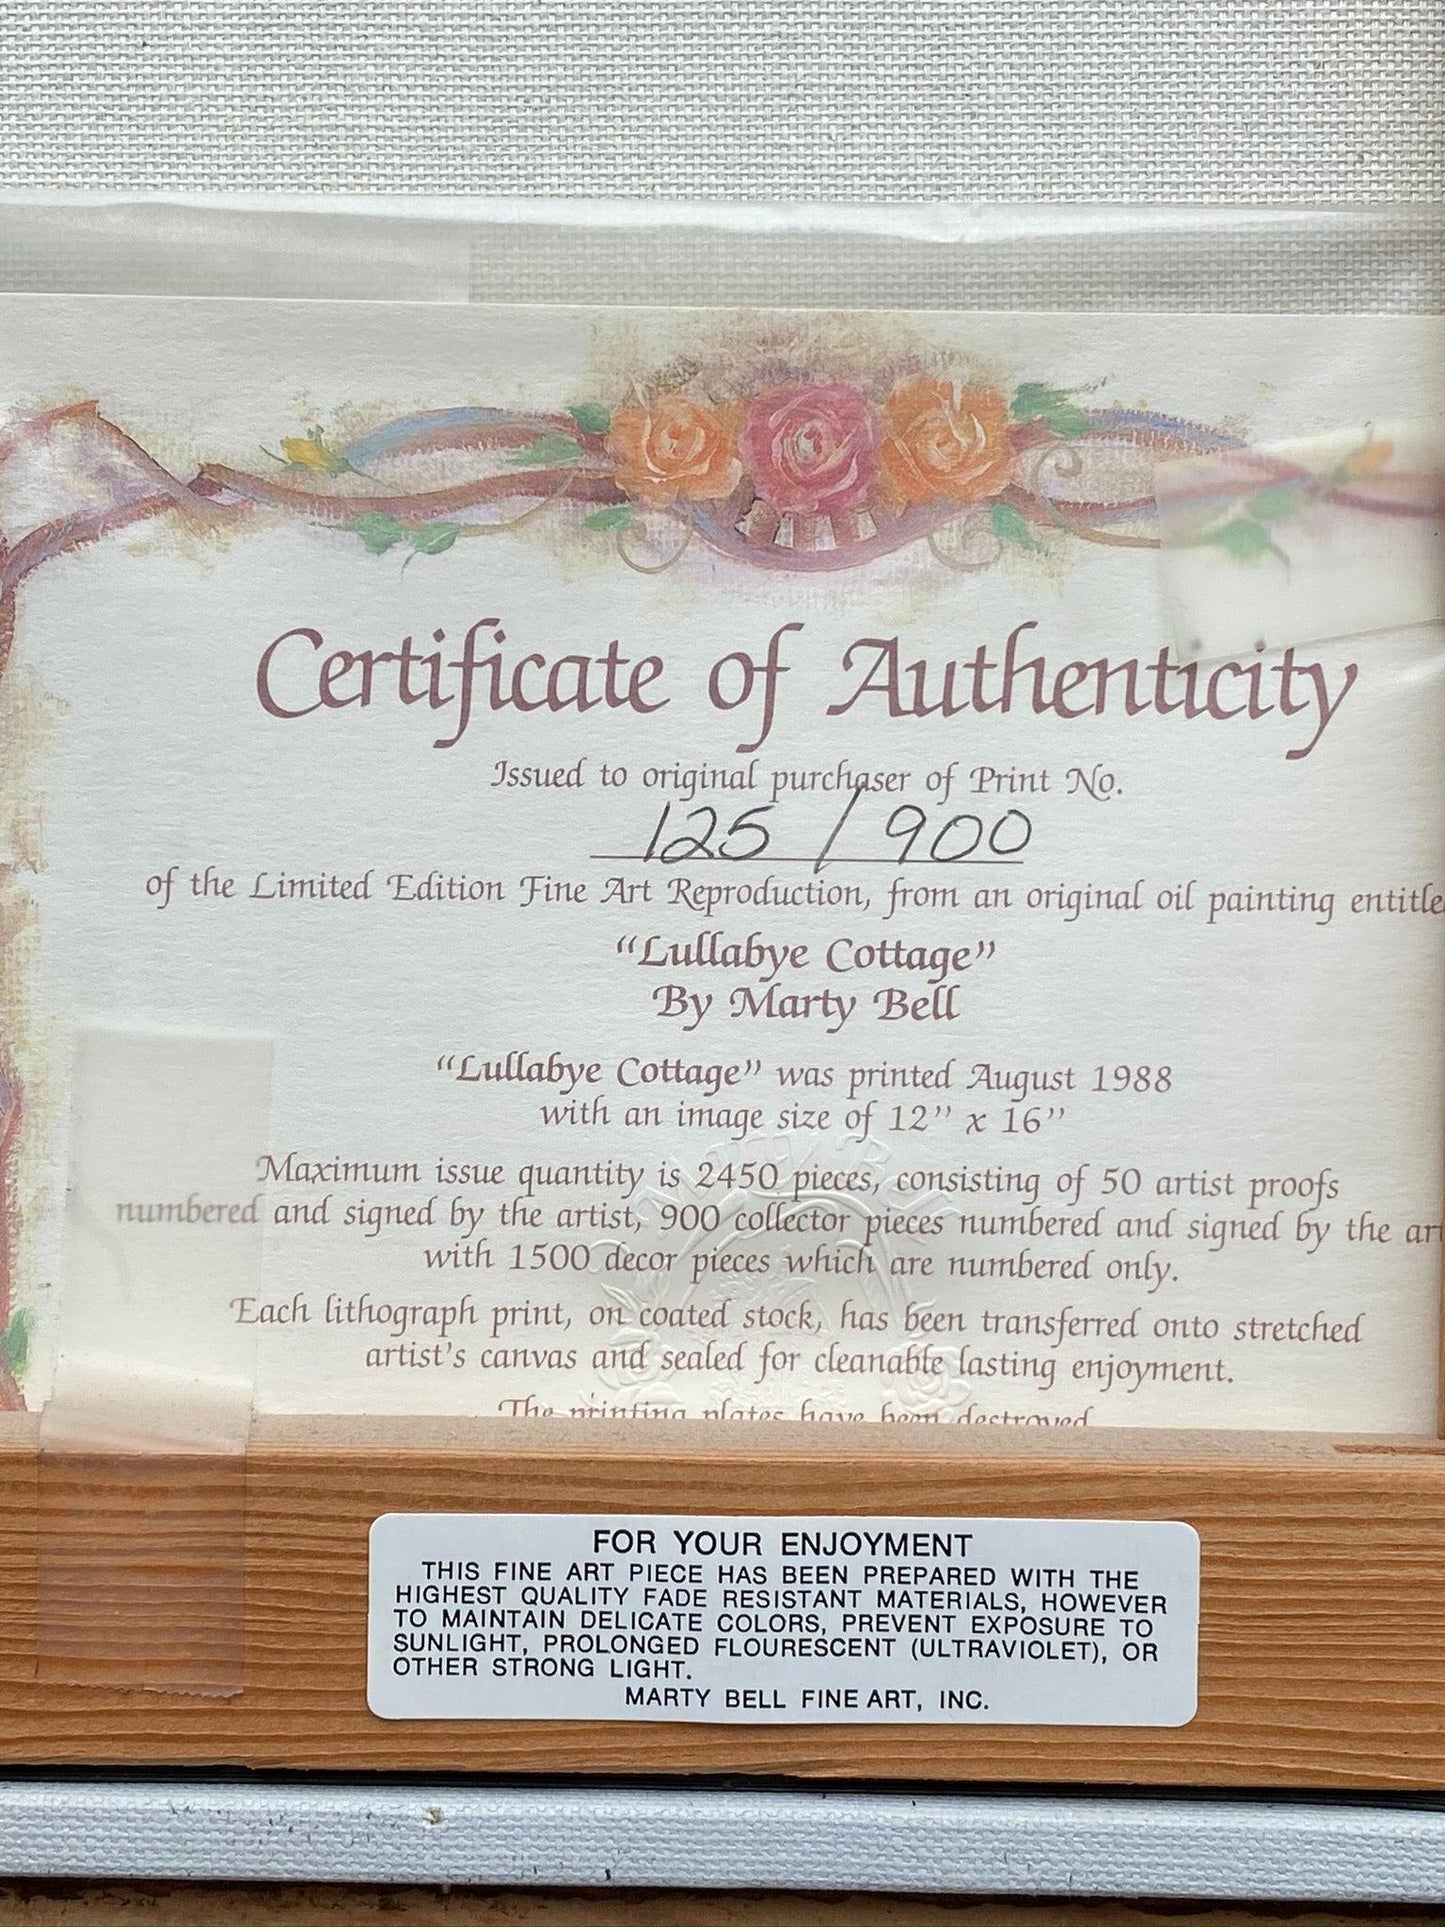 Certificate of Authenticity
Issued to original purchaser of Print No.
125 / 900
of the Limited Edition Fine Art Reproduction, from an original oil painting entitle
"Lullabye Cottage"
By Marty Bell
"Lullabye Cottage" was printed August 1988
with an image size of 12" x 16"
Maximum issue quantity is 2450 pieces, consisting of 50 artist proofs
numbered and signed by the artist, 900 collector pieces numbered and signed by the art
with 1500 decor pieces which are numbered only.
Each lithograph print, on coated stock, has been transferred onto stretched
artist's canvas and sealed for cleanable lasting enjoyment.
The printing plates have been destroyed
FOR YOUR ENJOYMENT
THIS FINE ART PIECE HAS BEEN PREPARED WITH THE
HIGHEST QUALITY FADE RESISTANT MATERIALS, HOWEVER
TO MAINTAIN DELICATE COLORS, PREVENT EXPOSURE TO
SUNLIGHT, PROLONGED FLOURESCENT (ULTRAVIOLET), OR
OTHER STRONG LIGHT.
MARTY BELL FINE ART, INC.